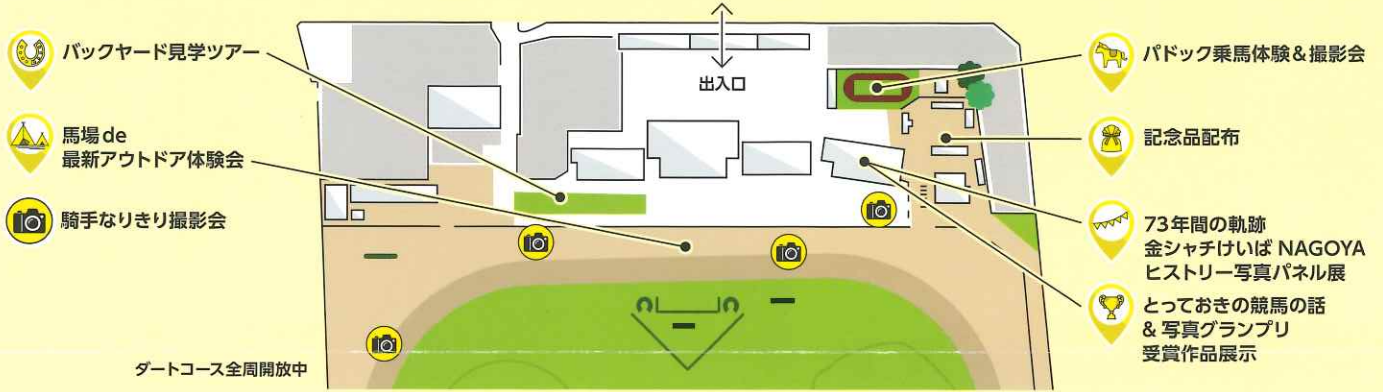 バックヤード見学ツアー
馬場de
最新アウトドア体験会
騎手なりきり撮影会
出入口
ダートコース全周開放中
パドック乗馬体験&撮影会
記念品配布
73年間の軌跡
金シャチけいば NAGOYA
ヒストリー写真パネル展
とっておきの競馬の話
& 写真グランプリ
受賞作品展示